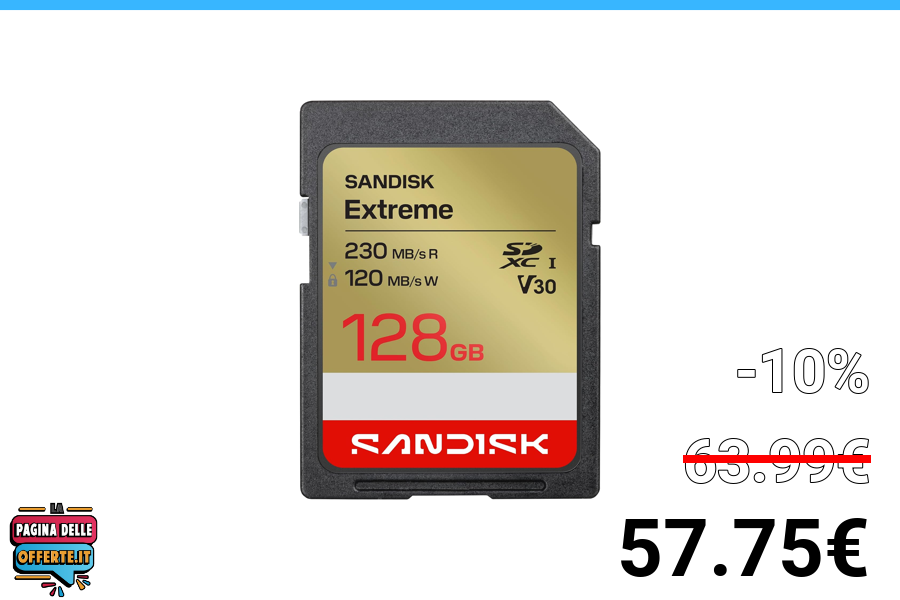 SANDISK
Extreme
230 MB/s R
120 MB/s W
SD XC I
V30
128GB
SANDISK
-10%
63.99€
57.75€
LA
PAGINA DELLE
OFFERTE.IT